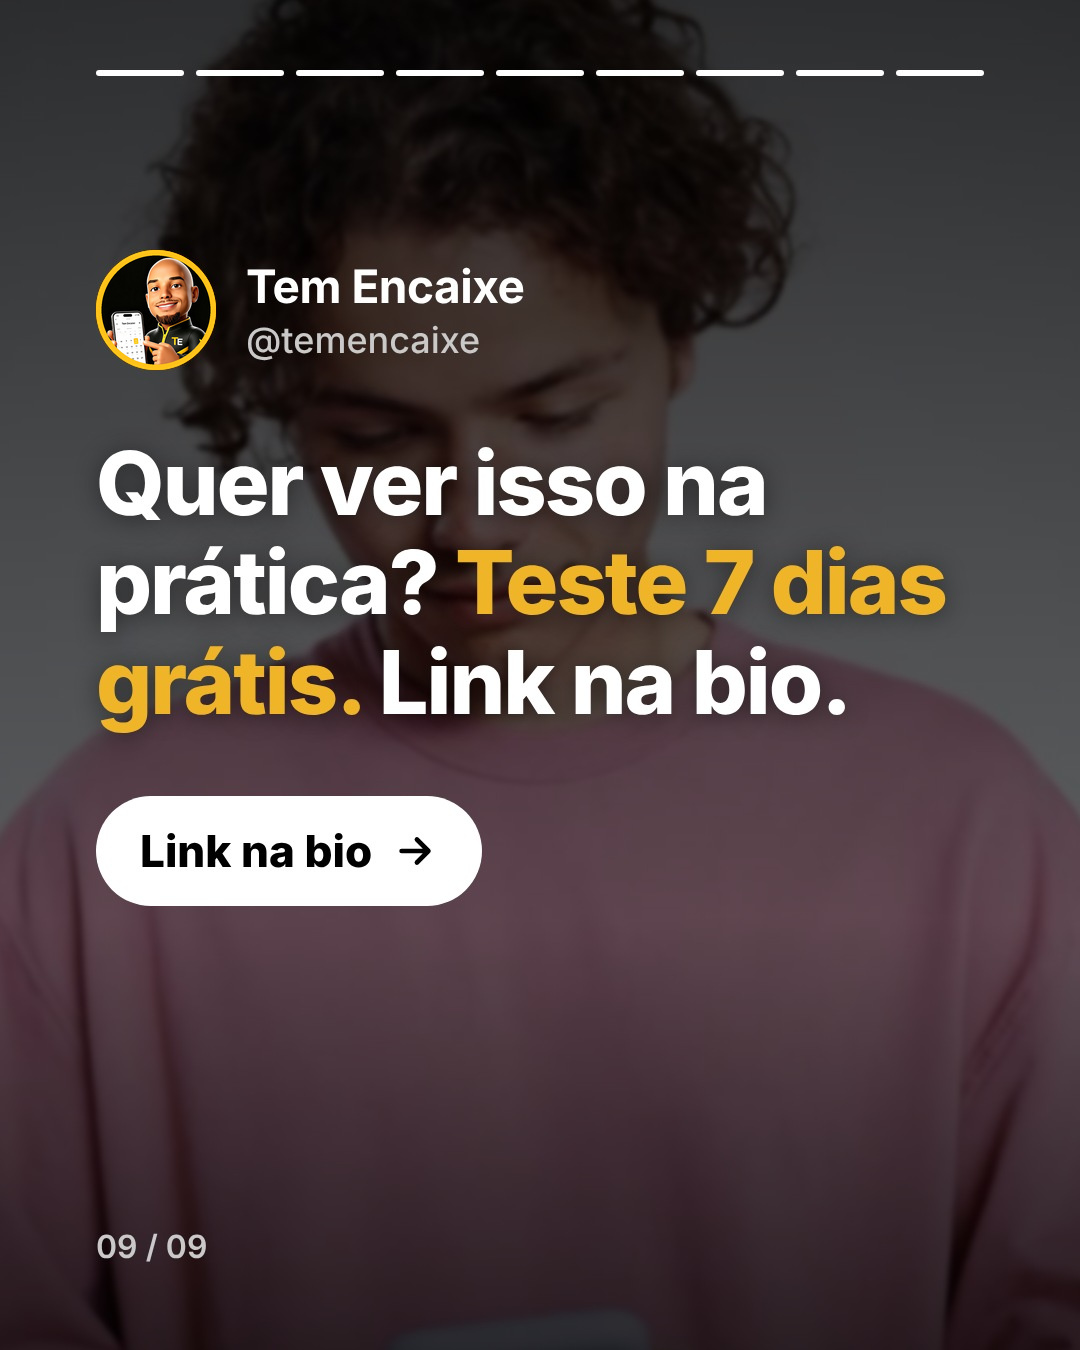 Tem Encaixe
@temencaixe
Quer ver isso na
prática? Teste 7 dias
grátis. Link na bio.
Link na bio →
09 / 09
TE